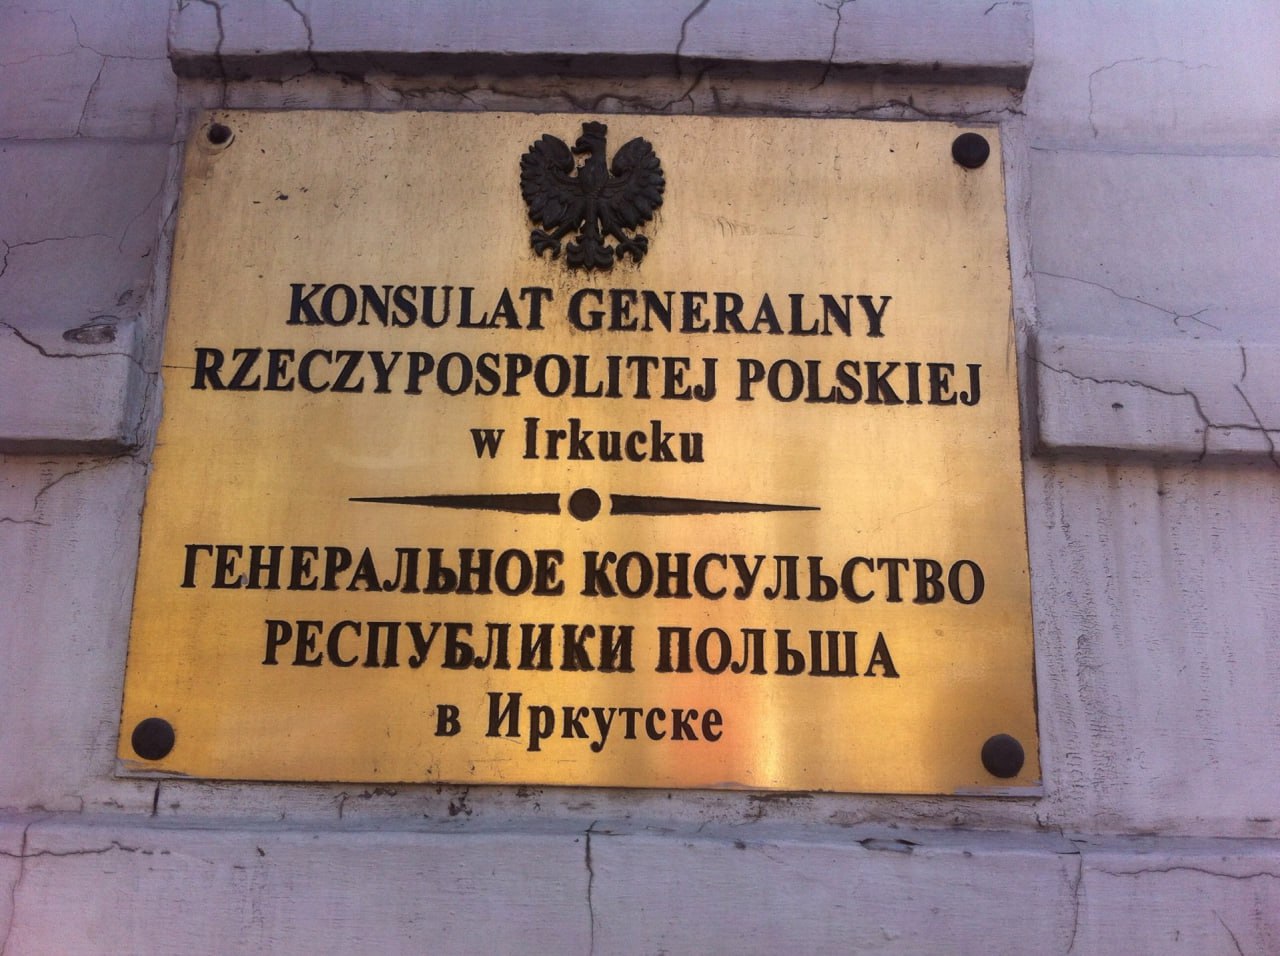 KONSULAT GENERALNY
RZECZYPOSPOLITEJ POLSKIEJ
w Irkucku
ГЕНЕРАЛЬНОЕ КОНСУЛЬСТВО
РЕСПУБЛИКИ ПОЛЬША
в Иркутске